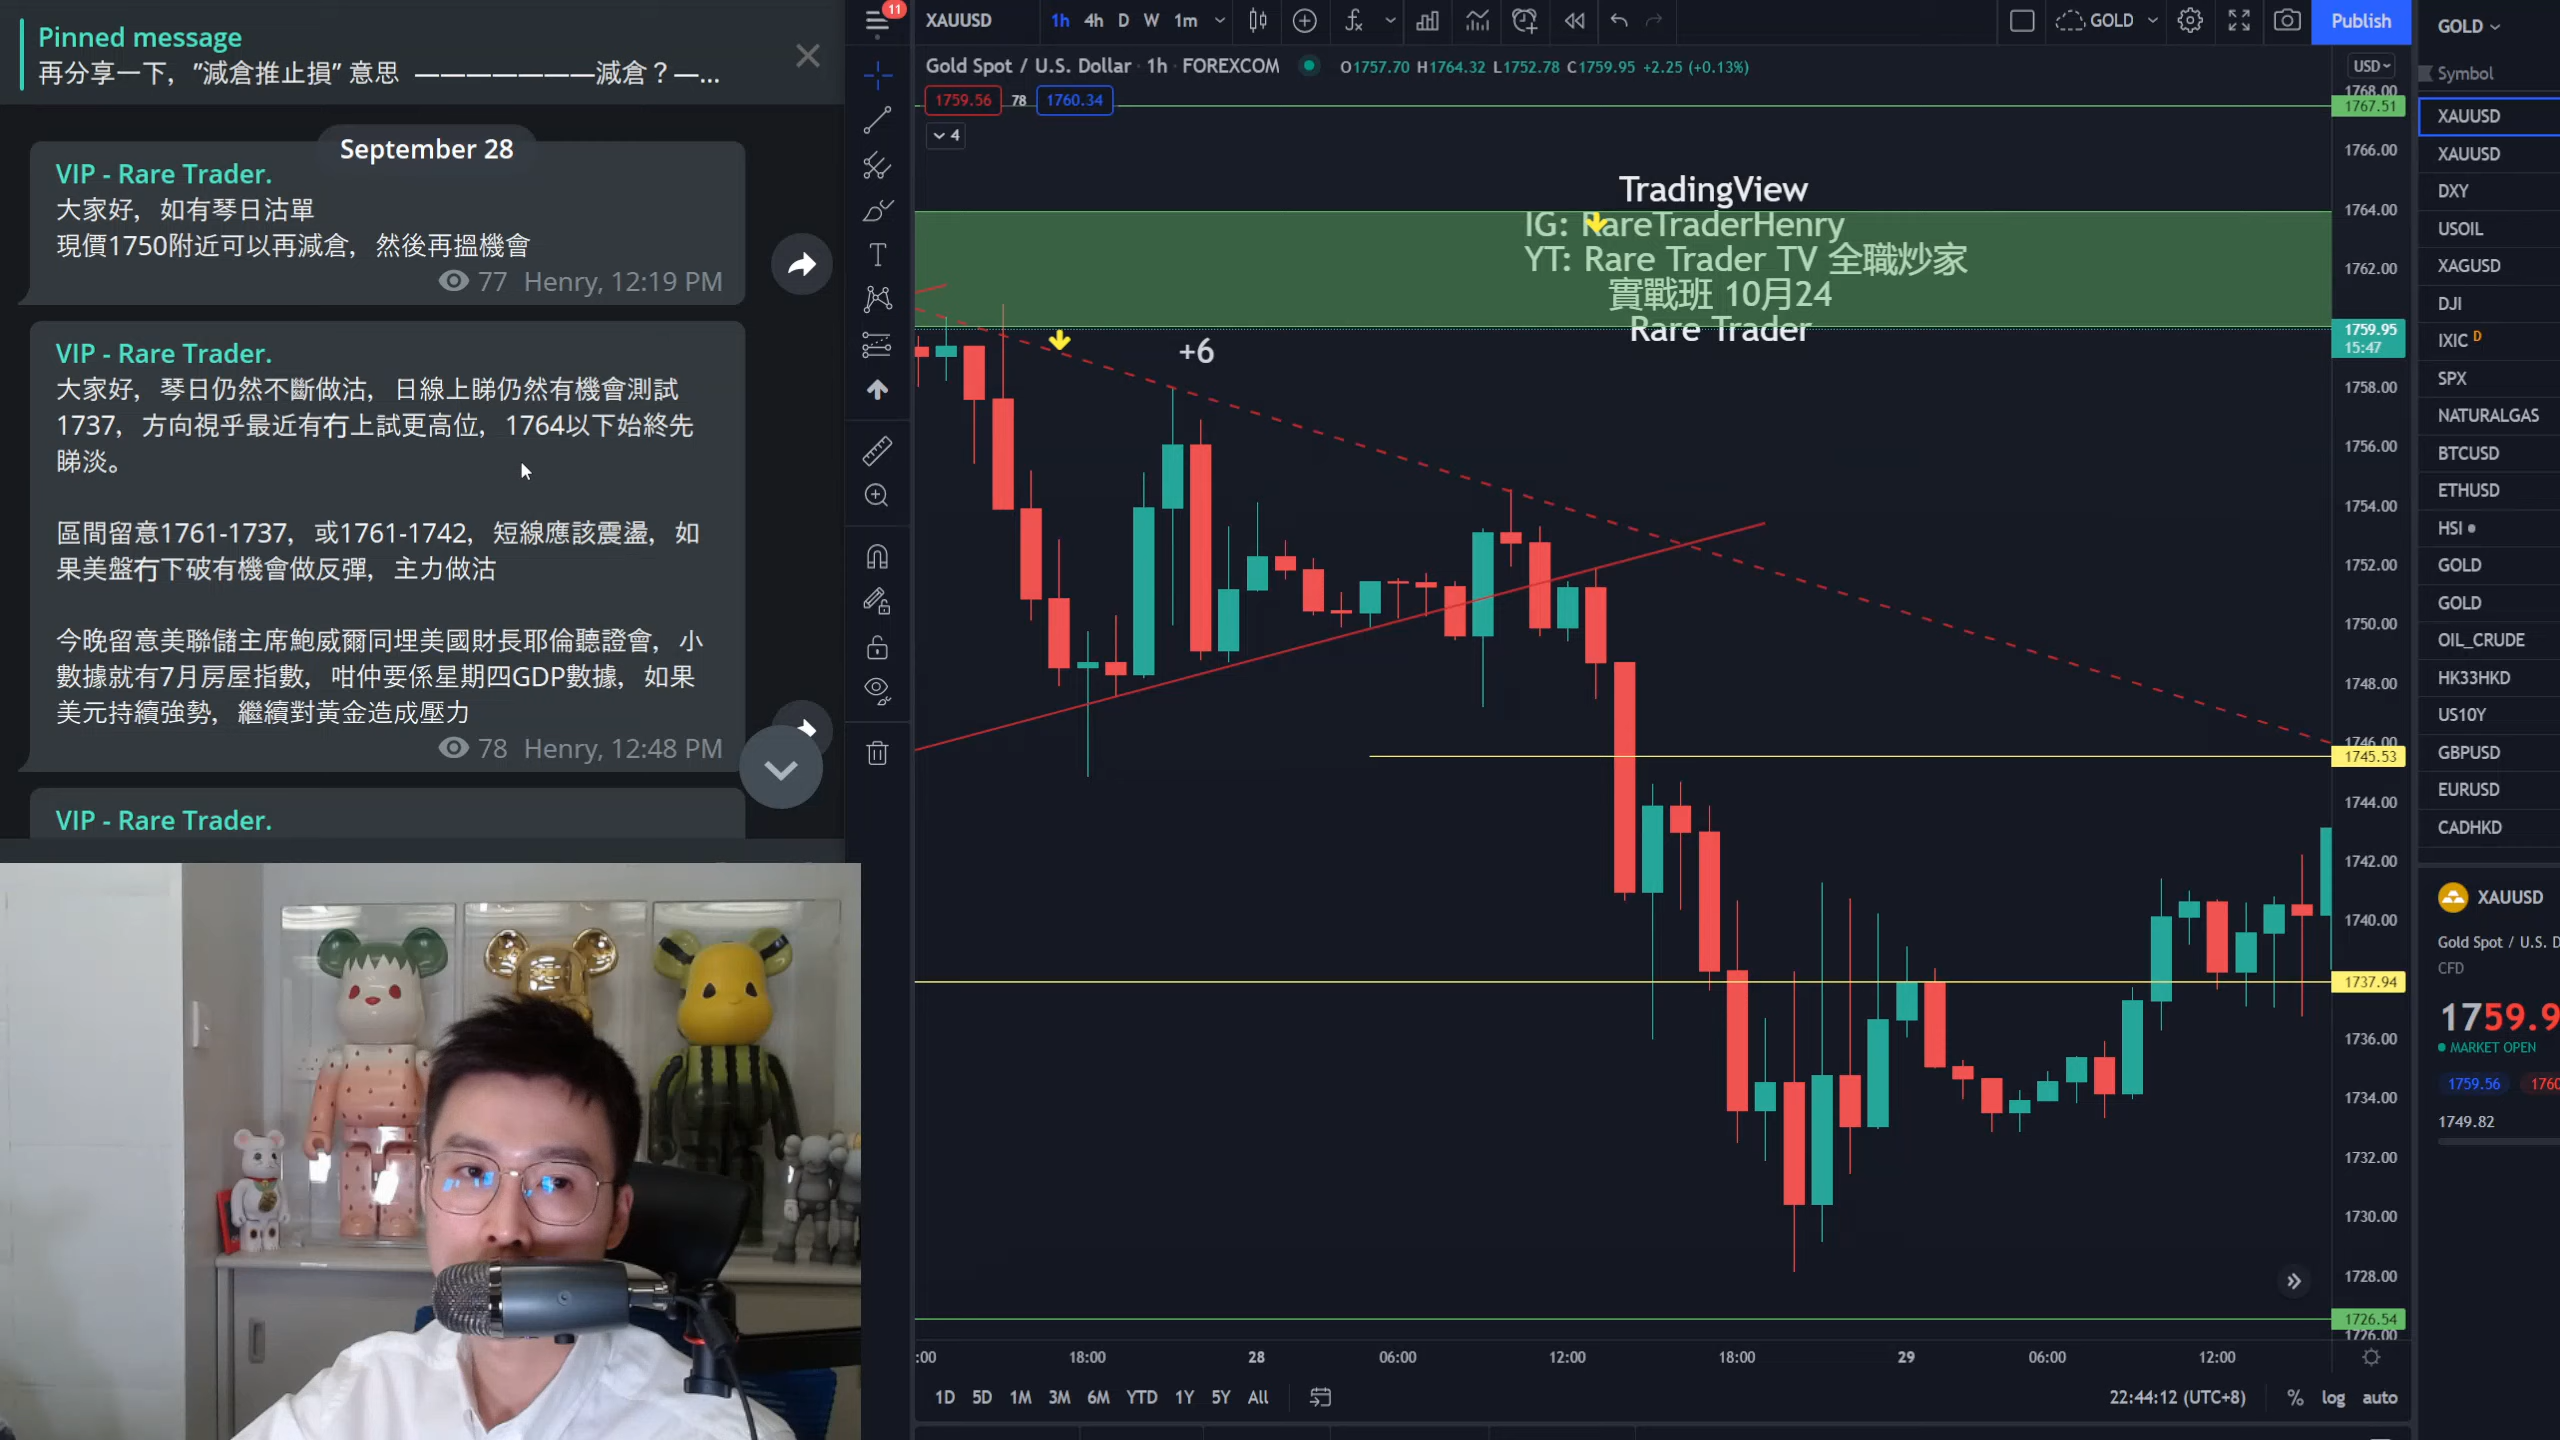 Pinned message
再分享一下，”減倉推止損” 意思 ———————減倉？—...
September 28
VIP - Rare Trader.
大家好，如有琴日沽單
現價1750附近可以再減倉，然後再搵機會
77 Henry, 12:19 PM
VIP - Rare Trader.
大家好，琴日仍然不斷做沽，日線上睇仍然有機會測試
1737，方向視乎最近有冇上試更高位，1764以下始終先
睇淡。
區間留意1761-1737，或1761-1742，短線應該震盪，如
果美盤冇下破有機會做反彈，主力做沽
今晚留意美聯儲主席鮑威爾同埋美國財長耶倫聽證會，小
數據就有7月房屋指數，咁仲要係星期四GDP數據，如果
美元持續強勢，繼續對黃金造成壓力
78 Henry, 12:48 PM
VIP - Rare Trader.
11
XAUUSD 1h 4h D W 1m GOLD Publish
Gold Spot / U.S. Dollar · 1h · FOREXCOM O1757.70 H1764.32 L1752.78 C1759.95 +2.25 (+0.13%)
1759.56 78 1760.34
4
TradingView
IG: RareTraderHenry
YT: Rare Trader TV 全職炒家
實戰班 10月24
Rare Trader
+6
USD
1768.00
1767.51
1766.00
1764.00
1762.00
1759.95
15:47
1758.00
1756.00
1754.00
1752.00
1750.00
1748.00
1746.00
1745.53
1744.00
1742.00
1740.00
1737.94
1736.00
1734.00
1732.00
1730.00
1728.00
1726.54
1726.00
:00 18:00 28 06:00 12:00 18:00 29 06:00 12:00
1D 5D 1M 3M 6M YTD 1Y 5Y All 22:44:12 (UTC+8) % log auto
GOLD
Symbol
XAUUSD
XAUUSD
DXY
USOIL
XAGUSD
DJI
IXIC D
SPX
NATURALGAS
BTCUSD
ETHUSD
HSI
GOLD
GOLD
OIL_CRUDE
HK33HKD
US10Y
GBPUSD
EURUSD
CADHKD
XAUUSD
Gold Spot / U.S. D
CFD
1759.9
MARKET OPEN
1759.56 1760
1749.82